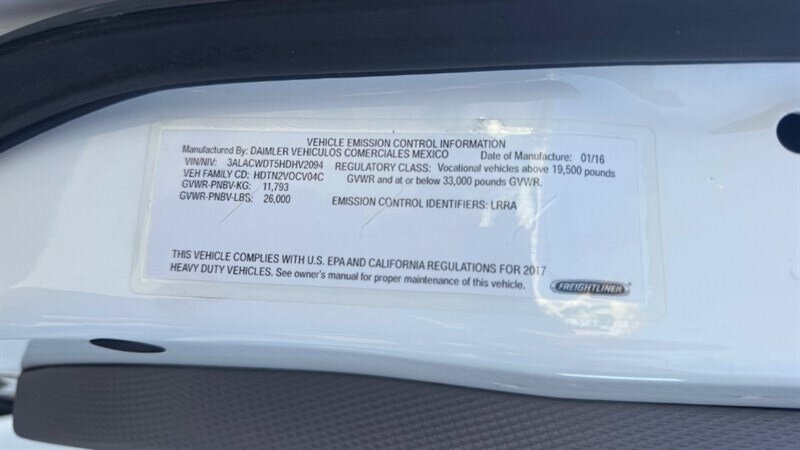 VEHICLE EMISSION CONTROL INFORMATION
Manufactured By: DAIMLER VEHICULOS COMERCIALES MEXICO Date of Manufacture: 01/16
VIN/NIV: 3ALACWDT5HDHV2094 REGULATORY CLASS: Vocational vehicles above 19,500 pounds
VEH FAMILY CD: HDTN2VOCV04C GVWR and at or below 33,000 pounds GVWR.
GVWR-PNBV-KG: 11,793
GVWR-PNBV-LBS: 26,000 EMISSION CONTROL IDENTIFIERS: LRRA
THIS VEHICLE COMPLIES WITH U.S. EPA AND CALIFORNIA REGULATIONS FOR 2017
HEAVY DUTY VEHICLES. See owner's manual for proper maintenance of this vehicle.
FREIGHTLINER